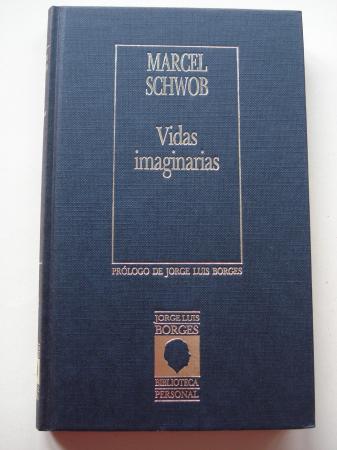 MARCEL
SCHWOB
Vidas
imaginarias
PRÓLOGO DE JORGE LUIS BORGES
JORGE LUIS
BORGES
BIBLIOTECA
PERSONAL